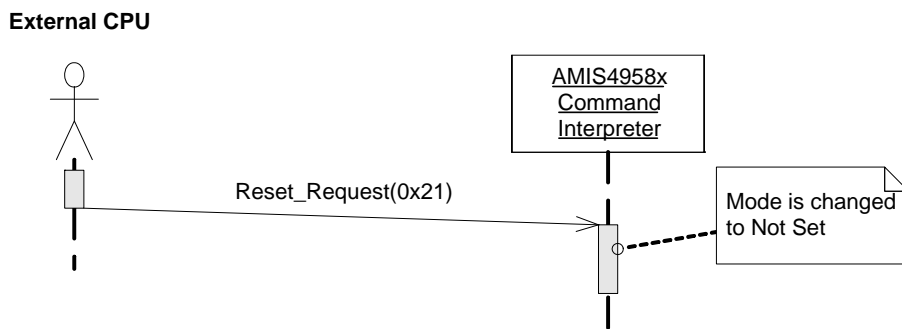 External CPU
AMIS4958x
Command
Interpreter
Reset_Request(0x21)
Mode is changed
to Not Set